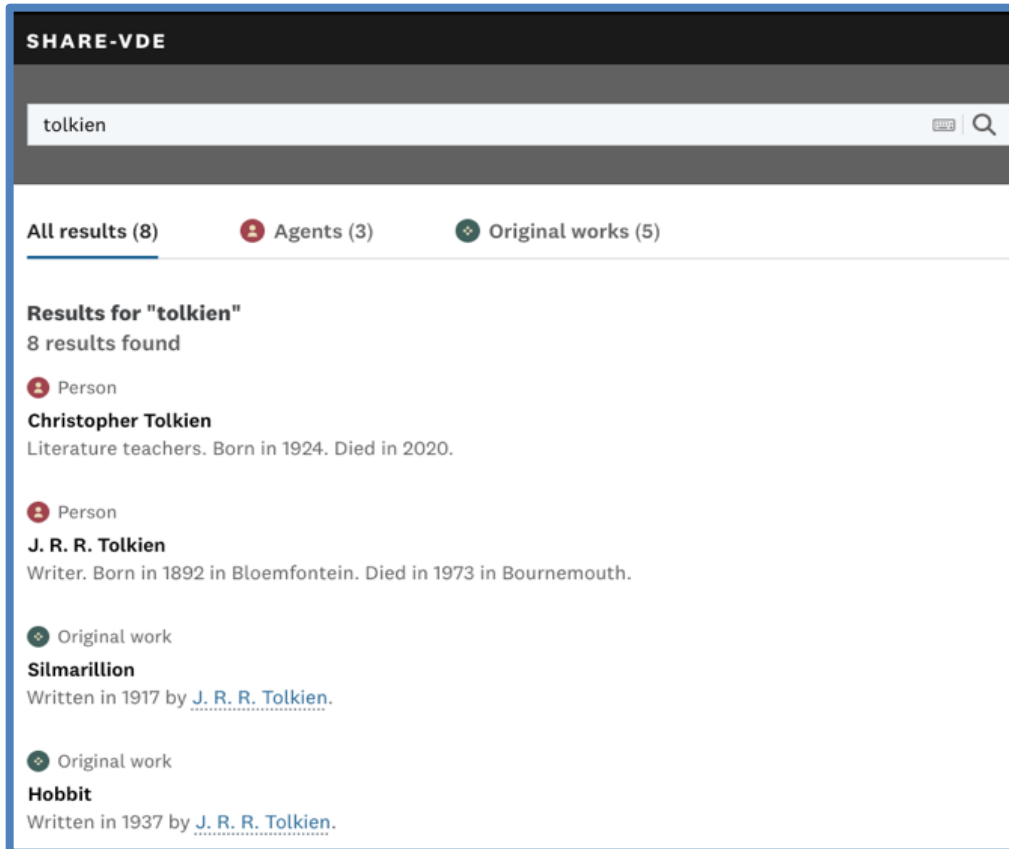 SHARE-VDE
tolkien
All results (8) Agents (3) Original works (5)
Results for "tolkien"
8 results found
Person
Christopher Tolkien
Literature teachers. Born in 1924. Died in 2020.
Person
J. R. R. Tolkien
Writer. Born in 1892 in Bloemfontein. Died in 1973 in Bournemouth.
Original work
Silmarillion
Written in 1917 by J. R. R. Tolkien.
Original work
Hobbit
Written in 1937 by J. R. R. Tolkien.